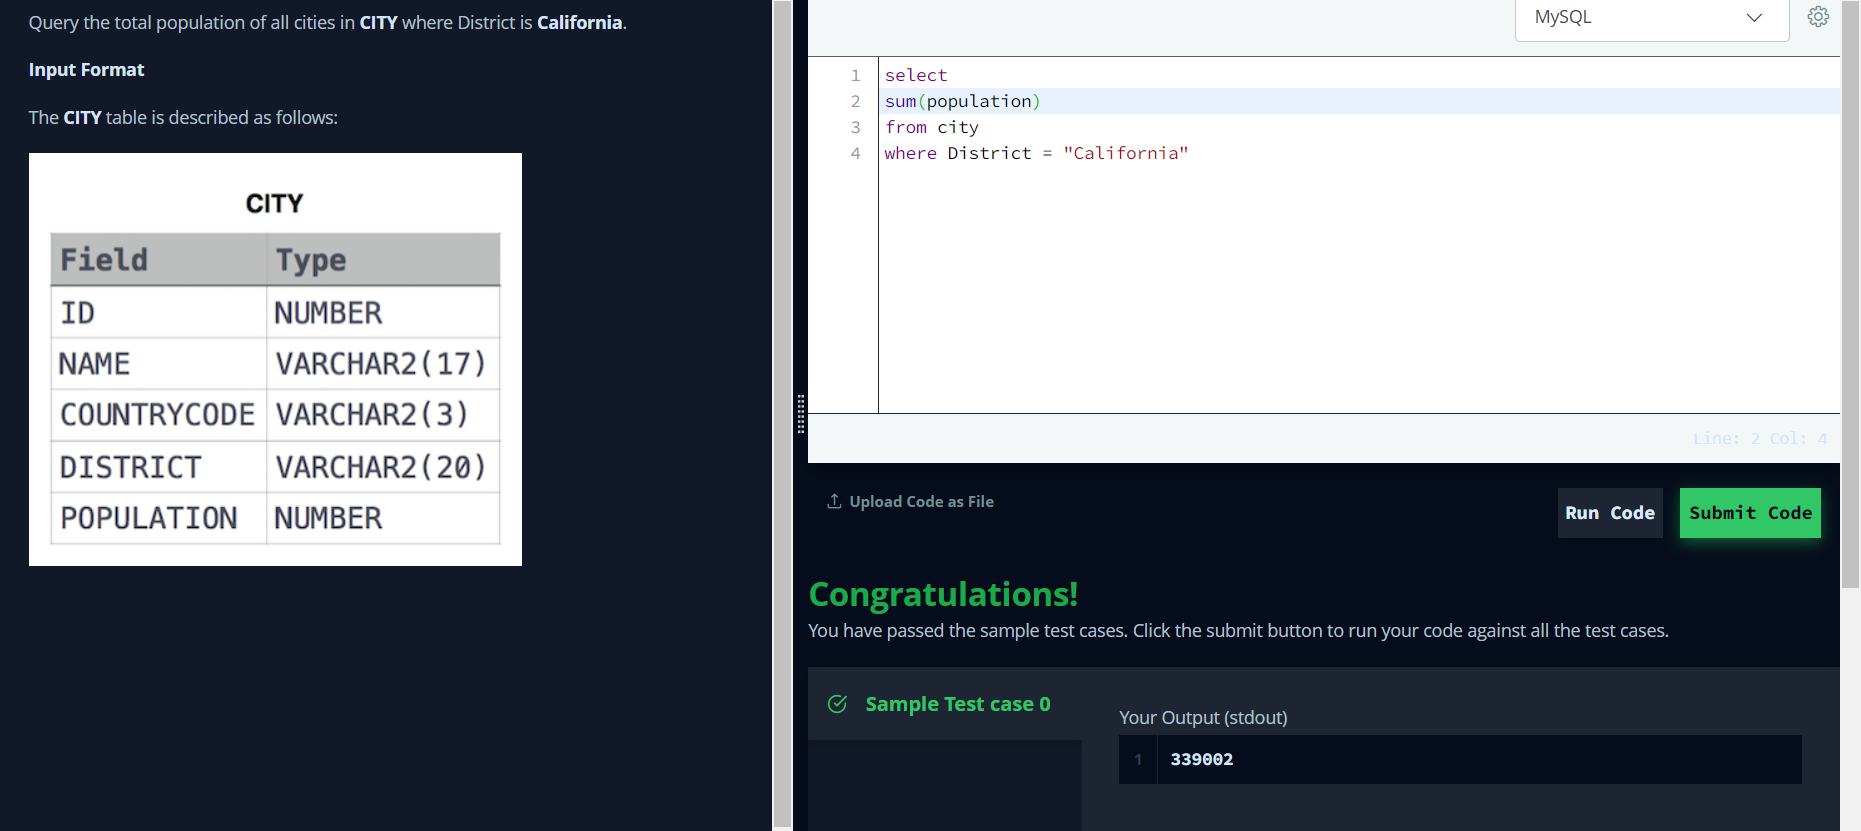 Query the total population of all cities in CITY where District is California.
Input Format
The CITY table is described as follows:
CITY
Field Type
ID NUMBER
NAME VARCHAR2(17)
COUNTRYCODE VARCHAR2(3)
DISTRICT VARCHAR2(20)
POPULATION NUMBER
MySQL
1 select
2 sum(population)
3 from city
4 where District = "California"
Line: 2 Col: 4
Upload Code as File
Run Code
Submit Code
Congratulations!
You have passed the sample test cases. Click the submit button to run your code against all the test cases.
Sample Test case 0
Your Output (stdout)
1 339002